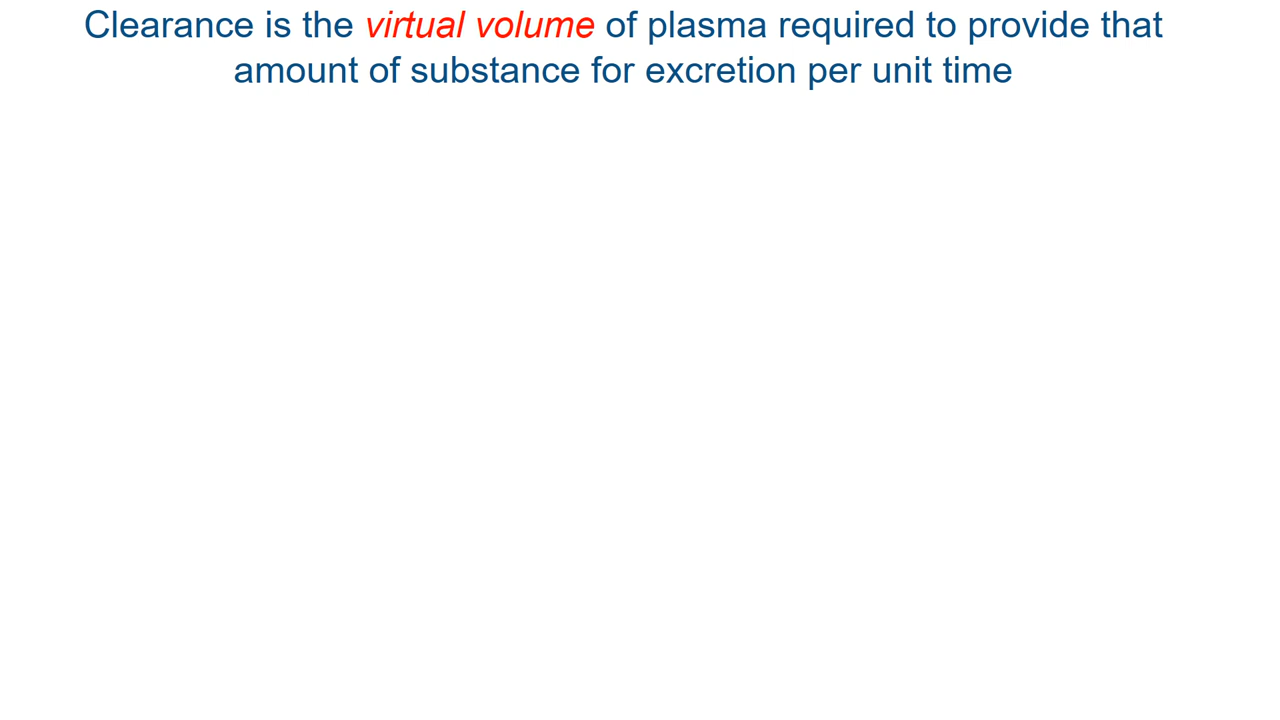 Clearance is the virtual volume of plasma required to provide that
amount of substance for excretion per unit time